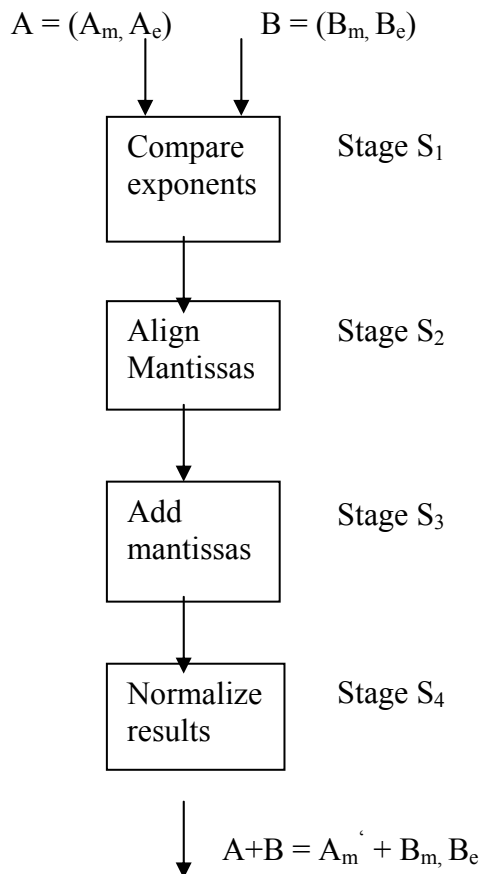 A = (Aₘ, Aₑ) B = (Bₘ, Bₑ)
Compare
exponents
Stage S₁
Align
Mantissas
Stage S₂
Add
mantissas
Stage S₃
Normalize
results
Stage S₄
A+B = Aₘ‘ + Bₘ, Bₑ